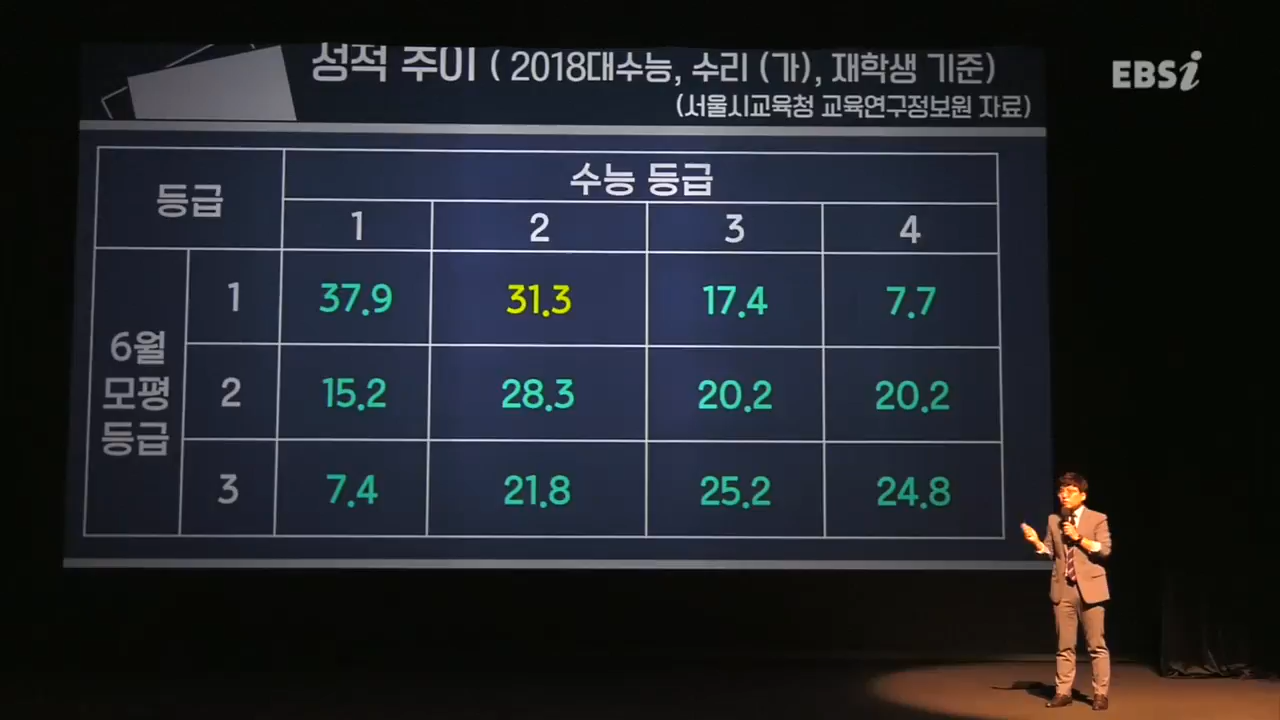 성적 추이 ( 2018대수능, 수리 (가), 재학생 기준)
(서울시교육청 교육연구정보원 자료)
EBSi
등급
수능 등급
1 2 3 4
6월
모평
등급
1 37.9 31.3 17.4 7.7
2 15.2 28.3 20.2 20.2
3 7.4 21.8 25.2 24.8